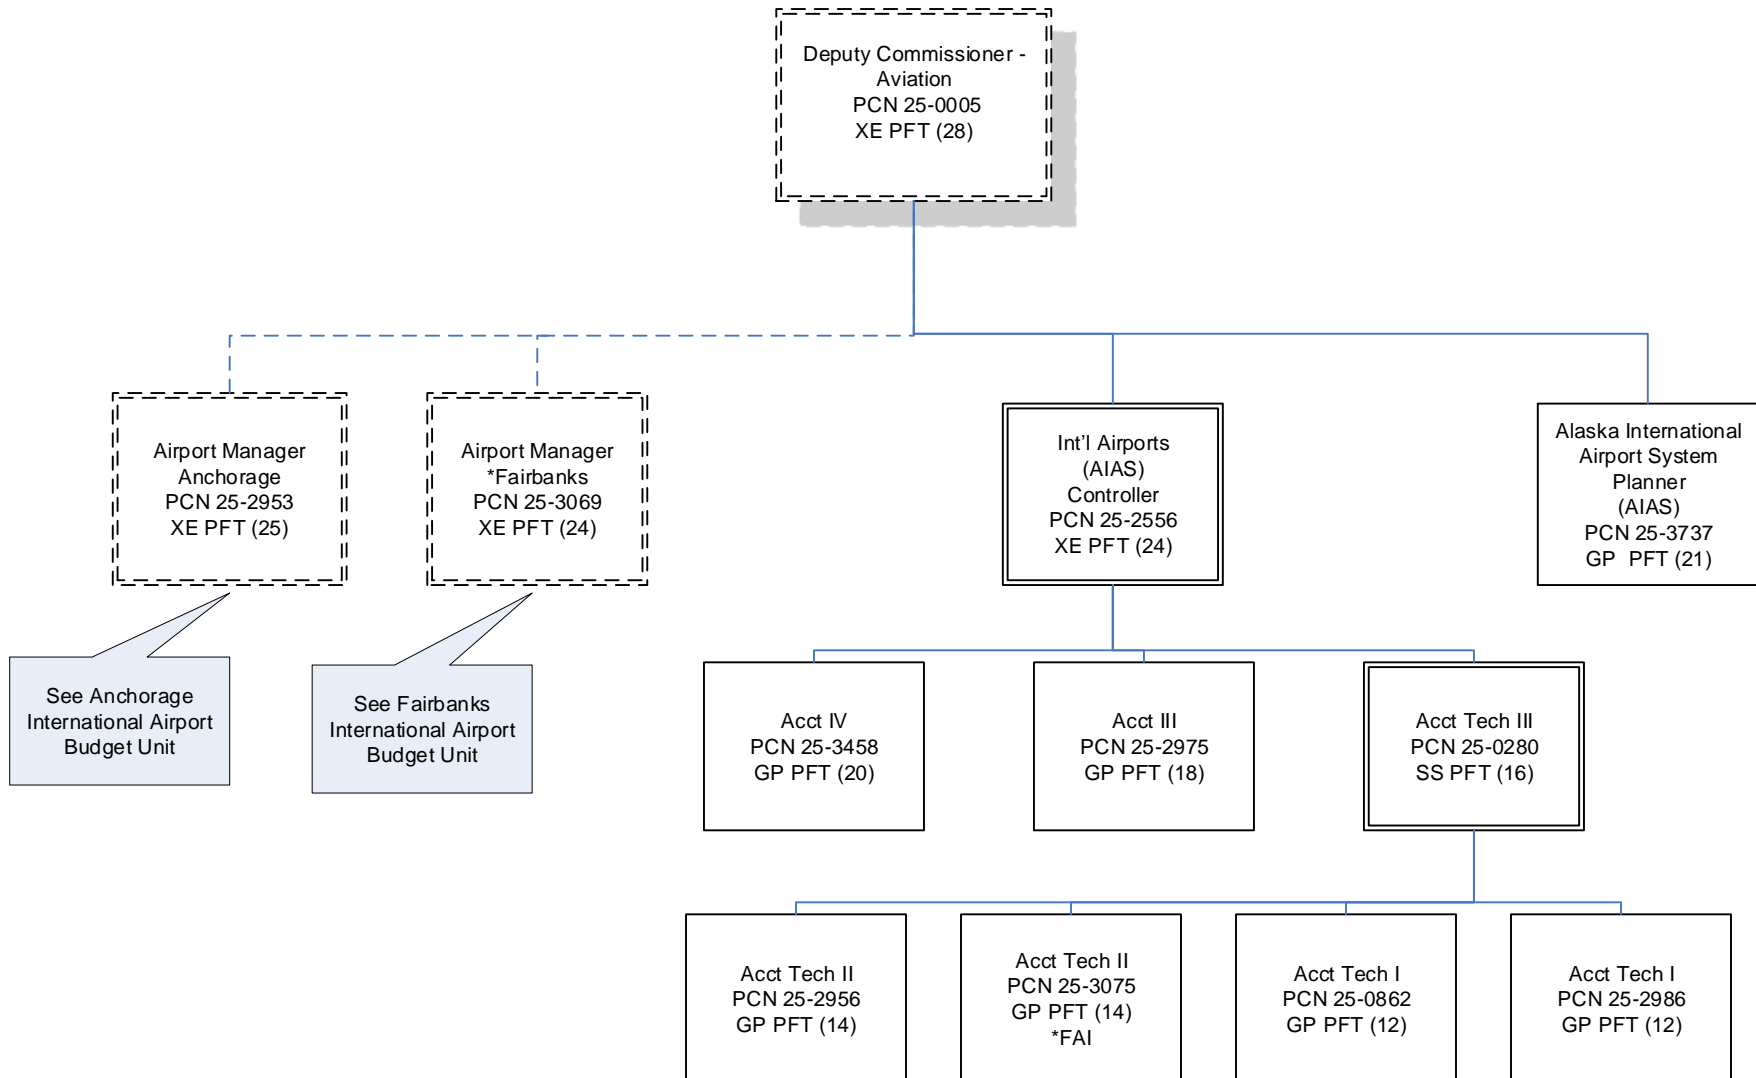 Deputy Commissioner -
Aviation
PCN 25-0005
XE PFT (28)
Airport Manager
Anchorage
PCN 25-2953
XE PFT (25)
Airport Manager
*Fairbanks
PCN 25-3069
XE PFT (24)
Int'l Airports
(AIAS)
Controller
PCN 25-2556
XE PFT (24)
Alaska International
Airport System
Planner
(AIAS)
PCN 25-3737
GP PFT (21)
See Anchorage
International Airport
Budget Unit
See Fairbanks
International Airport
Budget Unit
Acct IV
PCN 25-3458
GP PFT (20)
Acct III
PCN 25-2975
GP PFT (18)
Acct Tech III
PCN 25-0280
SS PFT (16)
Acct Tech II
PCN 25-2956
GP PFT (14)
Acct Tech II
PCN 25-3075
GP PFT (14)
*FAI
Acct Tech I
PCN 25-0862
GP PFT (12)
Acct Tech I
PCN 25-2986
GP PFT (12)